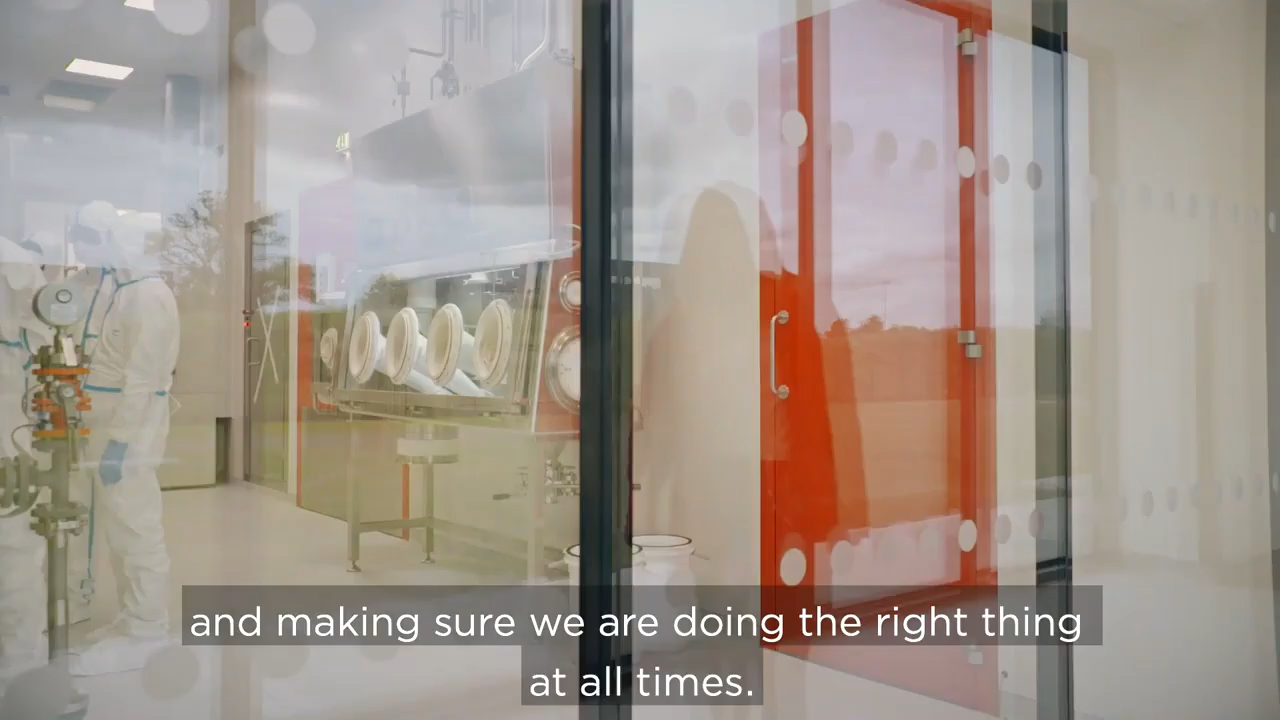 and making sure we are doing the right thing
at all times.